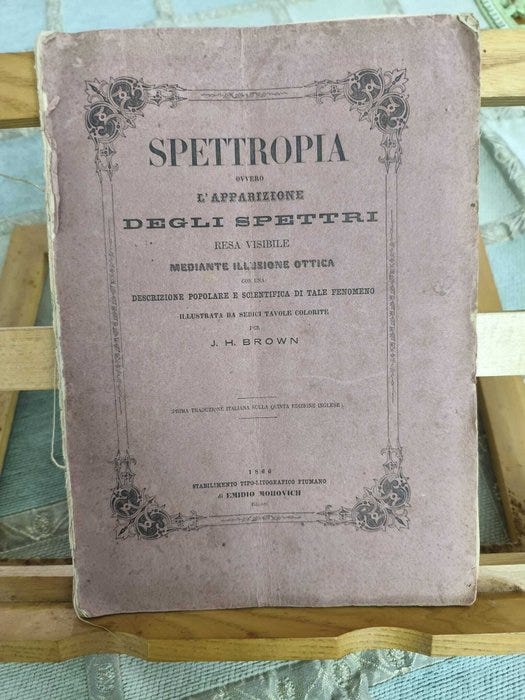 SPETTROPIA
OVVERO
L'APPARIZIONE
DEGLI SPETTRI
RESA VISIBILE
MEDIANTE ILLUSIONE OTTICA
CON UNA
DESCRIZIONE POPOLARE E SCIENTIFICA DI TALE FENOMENO
ILLUSTRATA DA SEDICI TAVOLE COLORITE
PER
J. H. BROWN
(PRIMA TRADUZIONE ITALIANA SULLA QUINTA EDIZIONE INGLESE)
1866
STABILIMENTO TIPO-LITOGRAFICO FIUMANO
di EMIDIO MOHOVICH